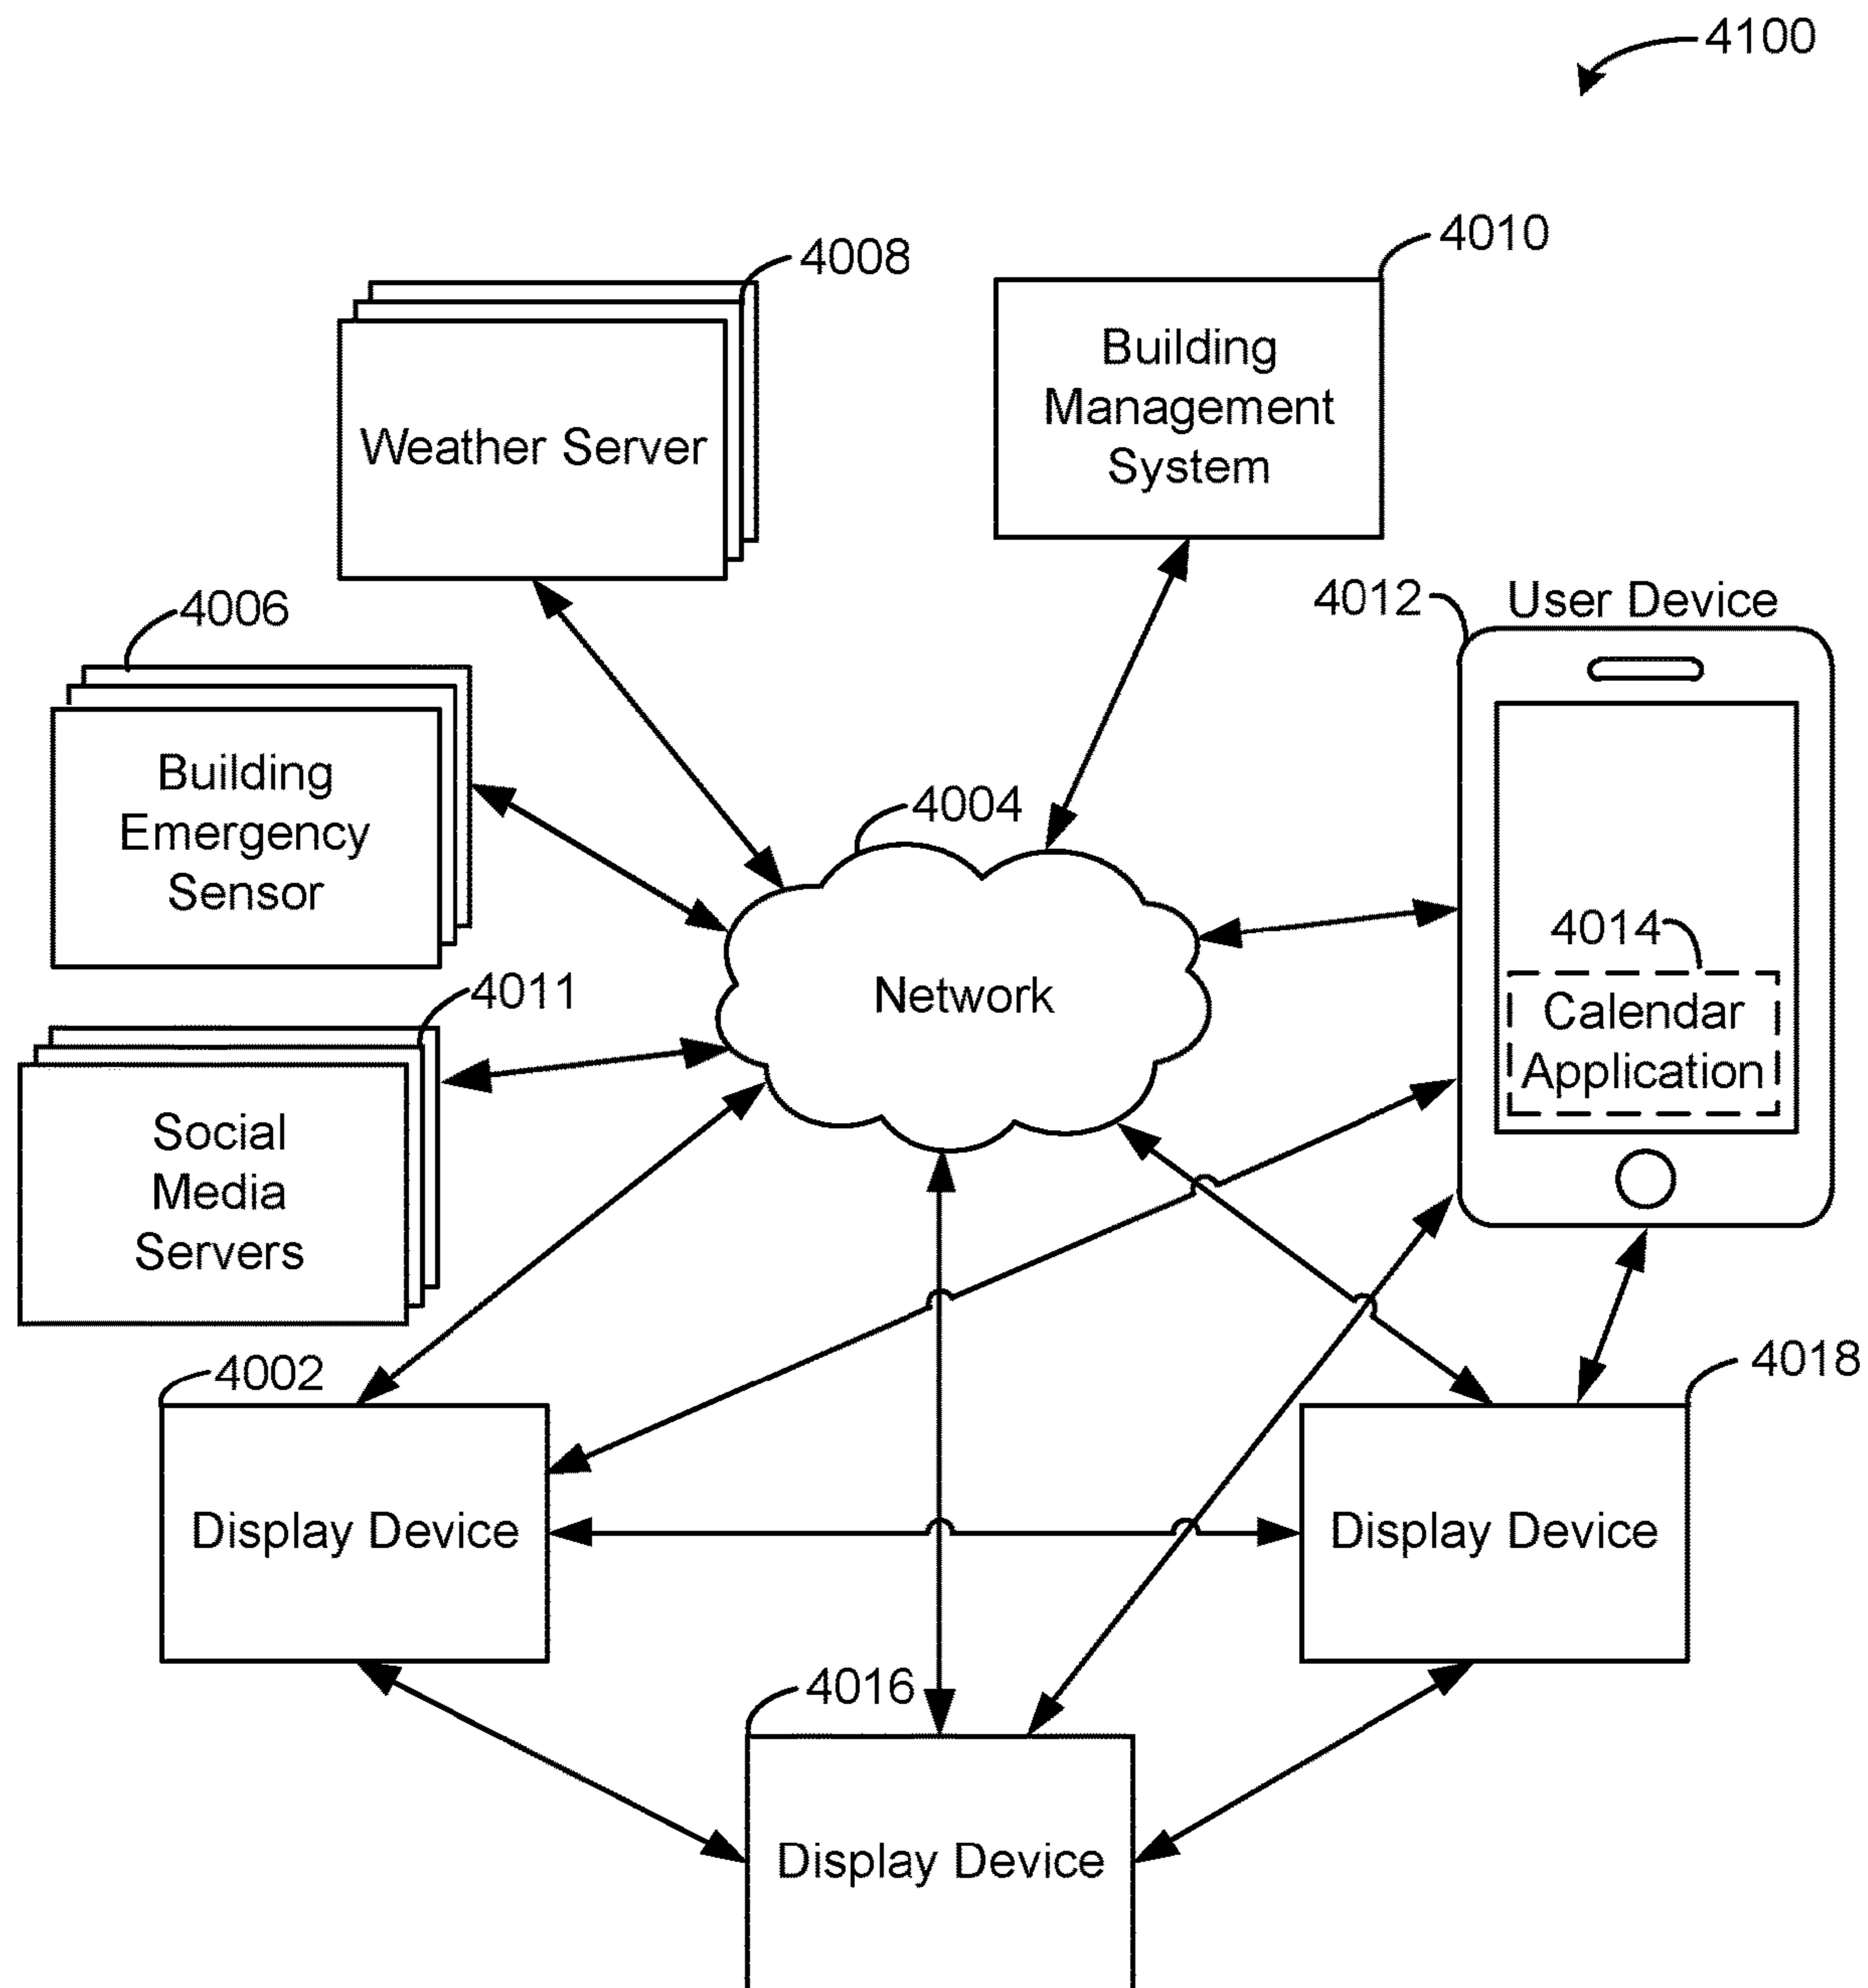 4100
4010
4008
Building
Management
System
Weather Server
4012
User Device
4006
Building
Emergency
Sensor
4004
4014
Calendar
Application
Network
4011
Social
Media
Servers
4002
4018
Display Device
Display Device
4016
Display Device